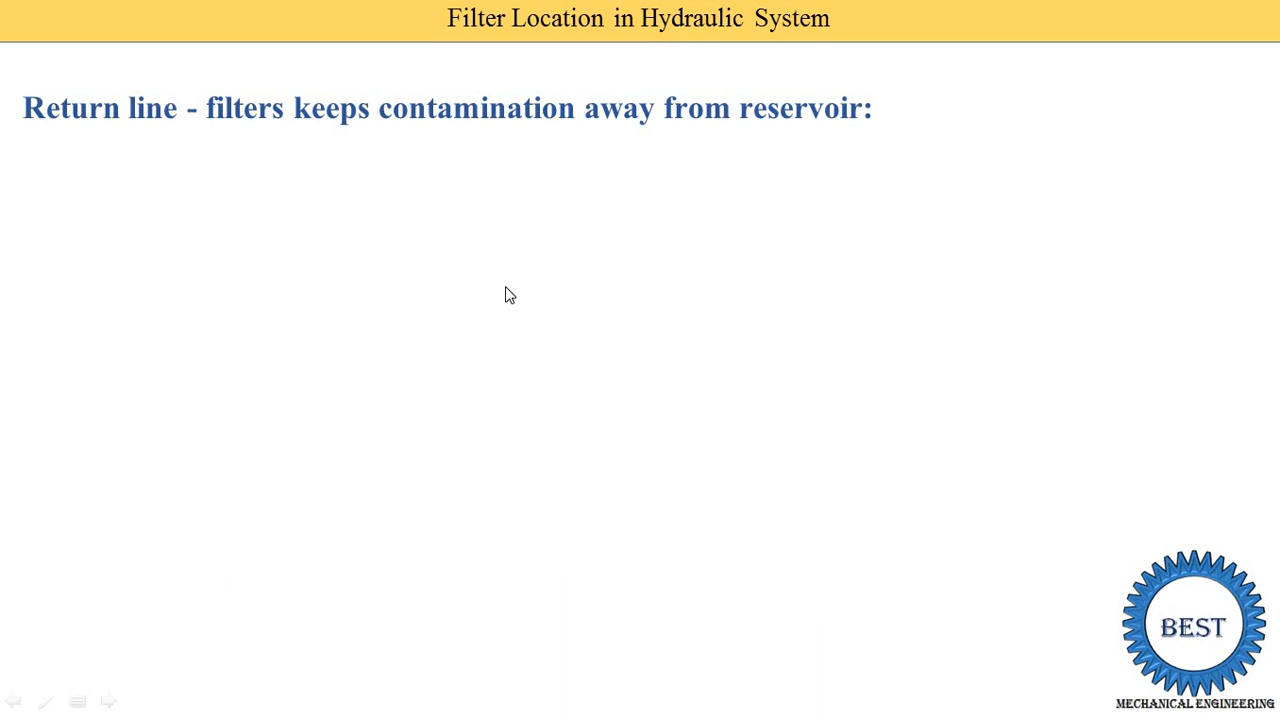 Filter Location in Hydraulic System
Return line - filters keeps contamination away from reservoir:
BEST
MECHANICAL ENGINEERING